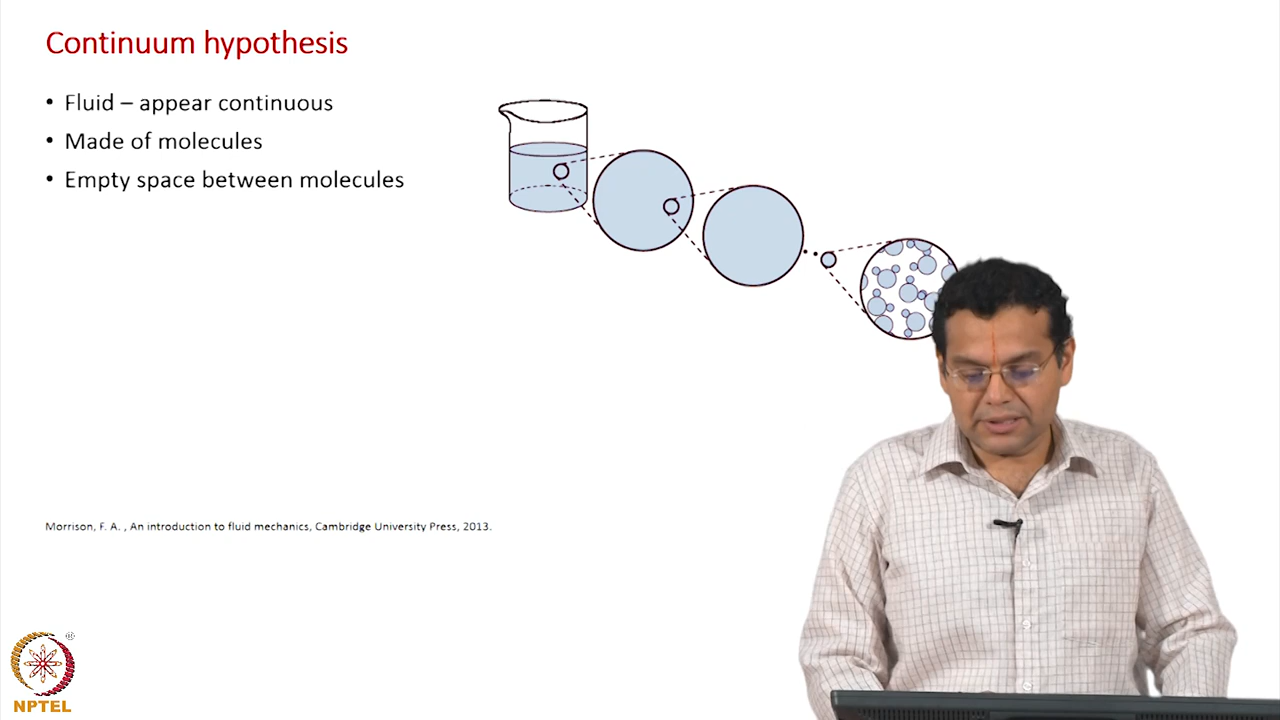 Continuum hypothesis
• Fluid – appear continuous
• Made of molecules
• Empty space between molecules
Morrison, F. A. , An introduction to fluid mechanics, Cambridge University Press, 2013.
®
NPTEL